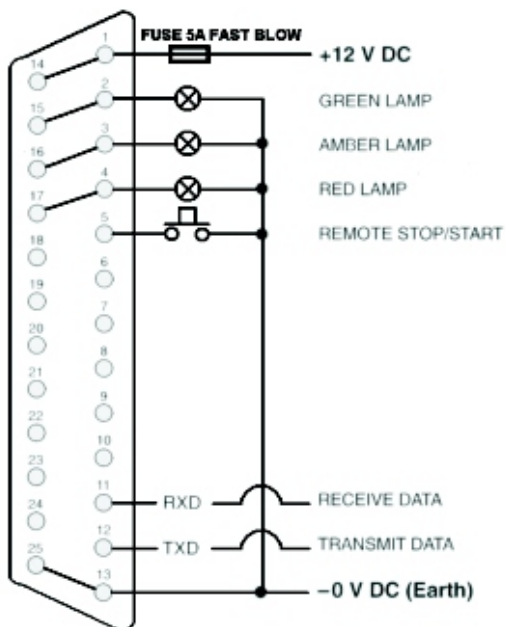 1 FUSE 5A FAST BLOW +12 V DC
14
2 GREEN LAMP
15
3 AMBER LAMP
16
4 RED LAMP
17
5 REMOTE STOP/START
18
6
19
7
20
8
21
9
22
10
23
11 RXD RECEIVE DATA
24
12 TXD TRANSMIT DATA
25
13 –0 V DC (Earth)